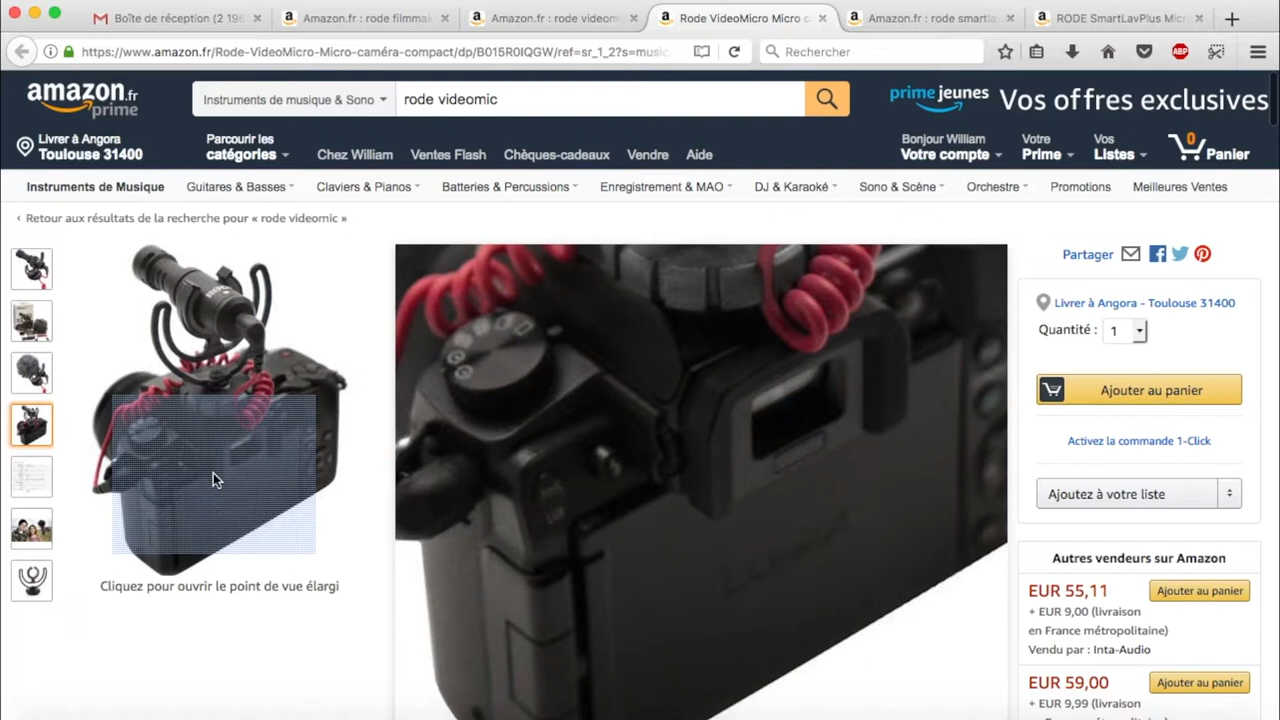 Boîte de réception (2 198
Amazon.fr : rode filmma
Amazon.fr : rode videom
Rode VideoMicro Micro c
Amazon.fr : rode smartla
RODE SmartLavPlus Mic
https://www.amazon.fr/Rode-VideoMicro-Micro-caméra-compact/dp/B015R0IQGW/ref=sr_1_2?s=music
Rechercher
ABP
amazon.fr
prime
Instruments de musique & Sono
rode videomic
prime jeunes
Vos offres exclusives
Livrer à Angora
Toulouse 31400
Parcourir les
catégories
Chez William
Ventes Flash
Chèques-cadeaux
Vendre
Aide
Bonjour William
Votre compte
Votre
Prime
Vos
Listes
0
Panier
Instruments de Musique
Guitares & Basses
Claviers & Pianos
Batteries & Percussions
Enregistrement & MAO
DJ & Karaoké
Sono & Scène
Orchestre
Promotions
Meilleures Ventes
‹ Retour aux résultats de la recherche pour « rode videomic »
Partager
Livrer à Angora - Toulouse 31400
Quantité : 1
Ajouter au panier
Activez la commande 1-Click
Ajoutez à votre liste
Cliquez pour ouvrir le point de vue élargi
Autres vendeurs sur Amazon
EUR 55,11
Ajouter au panier
+ EUR 9,00 (livraison
en France métropolitaine)
Vendu par : Inta-Audio
EUR 59,00
Ajouter au panier
+ EUR 9,99 (livraison